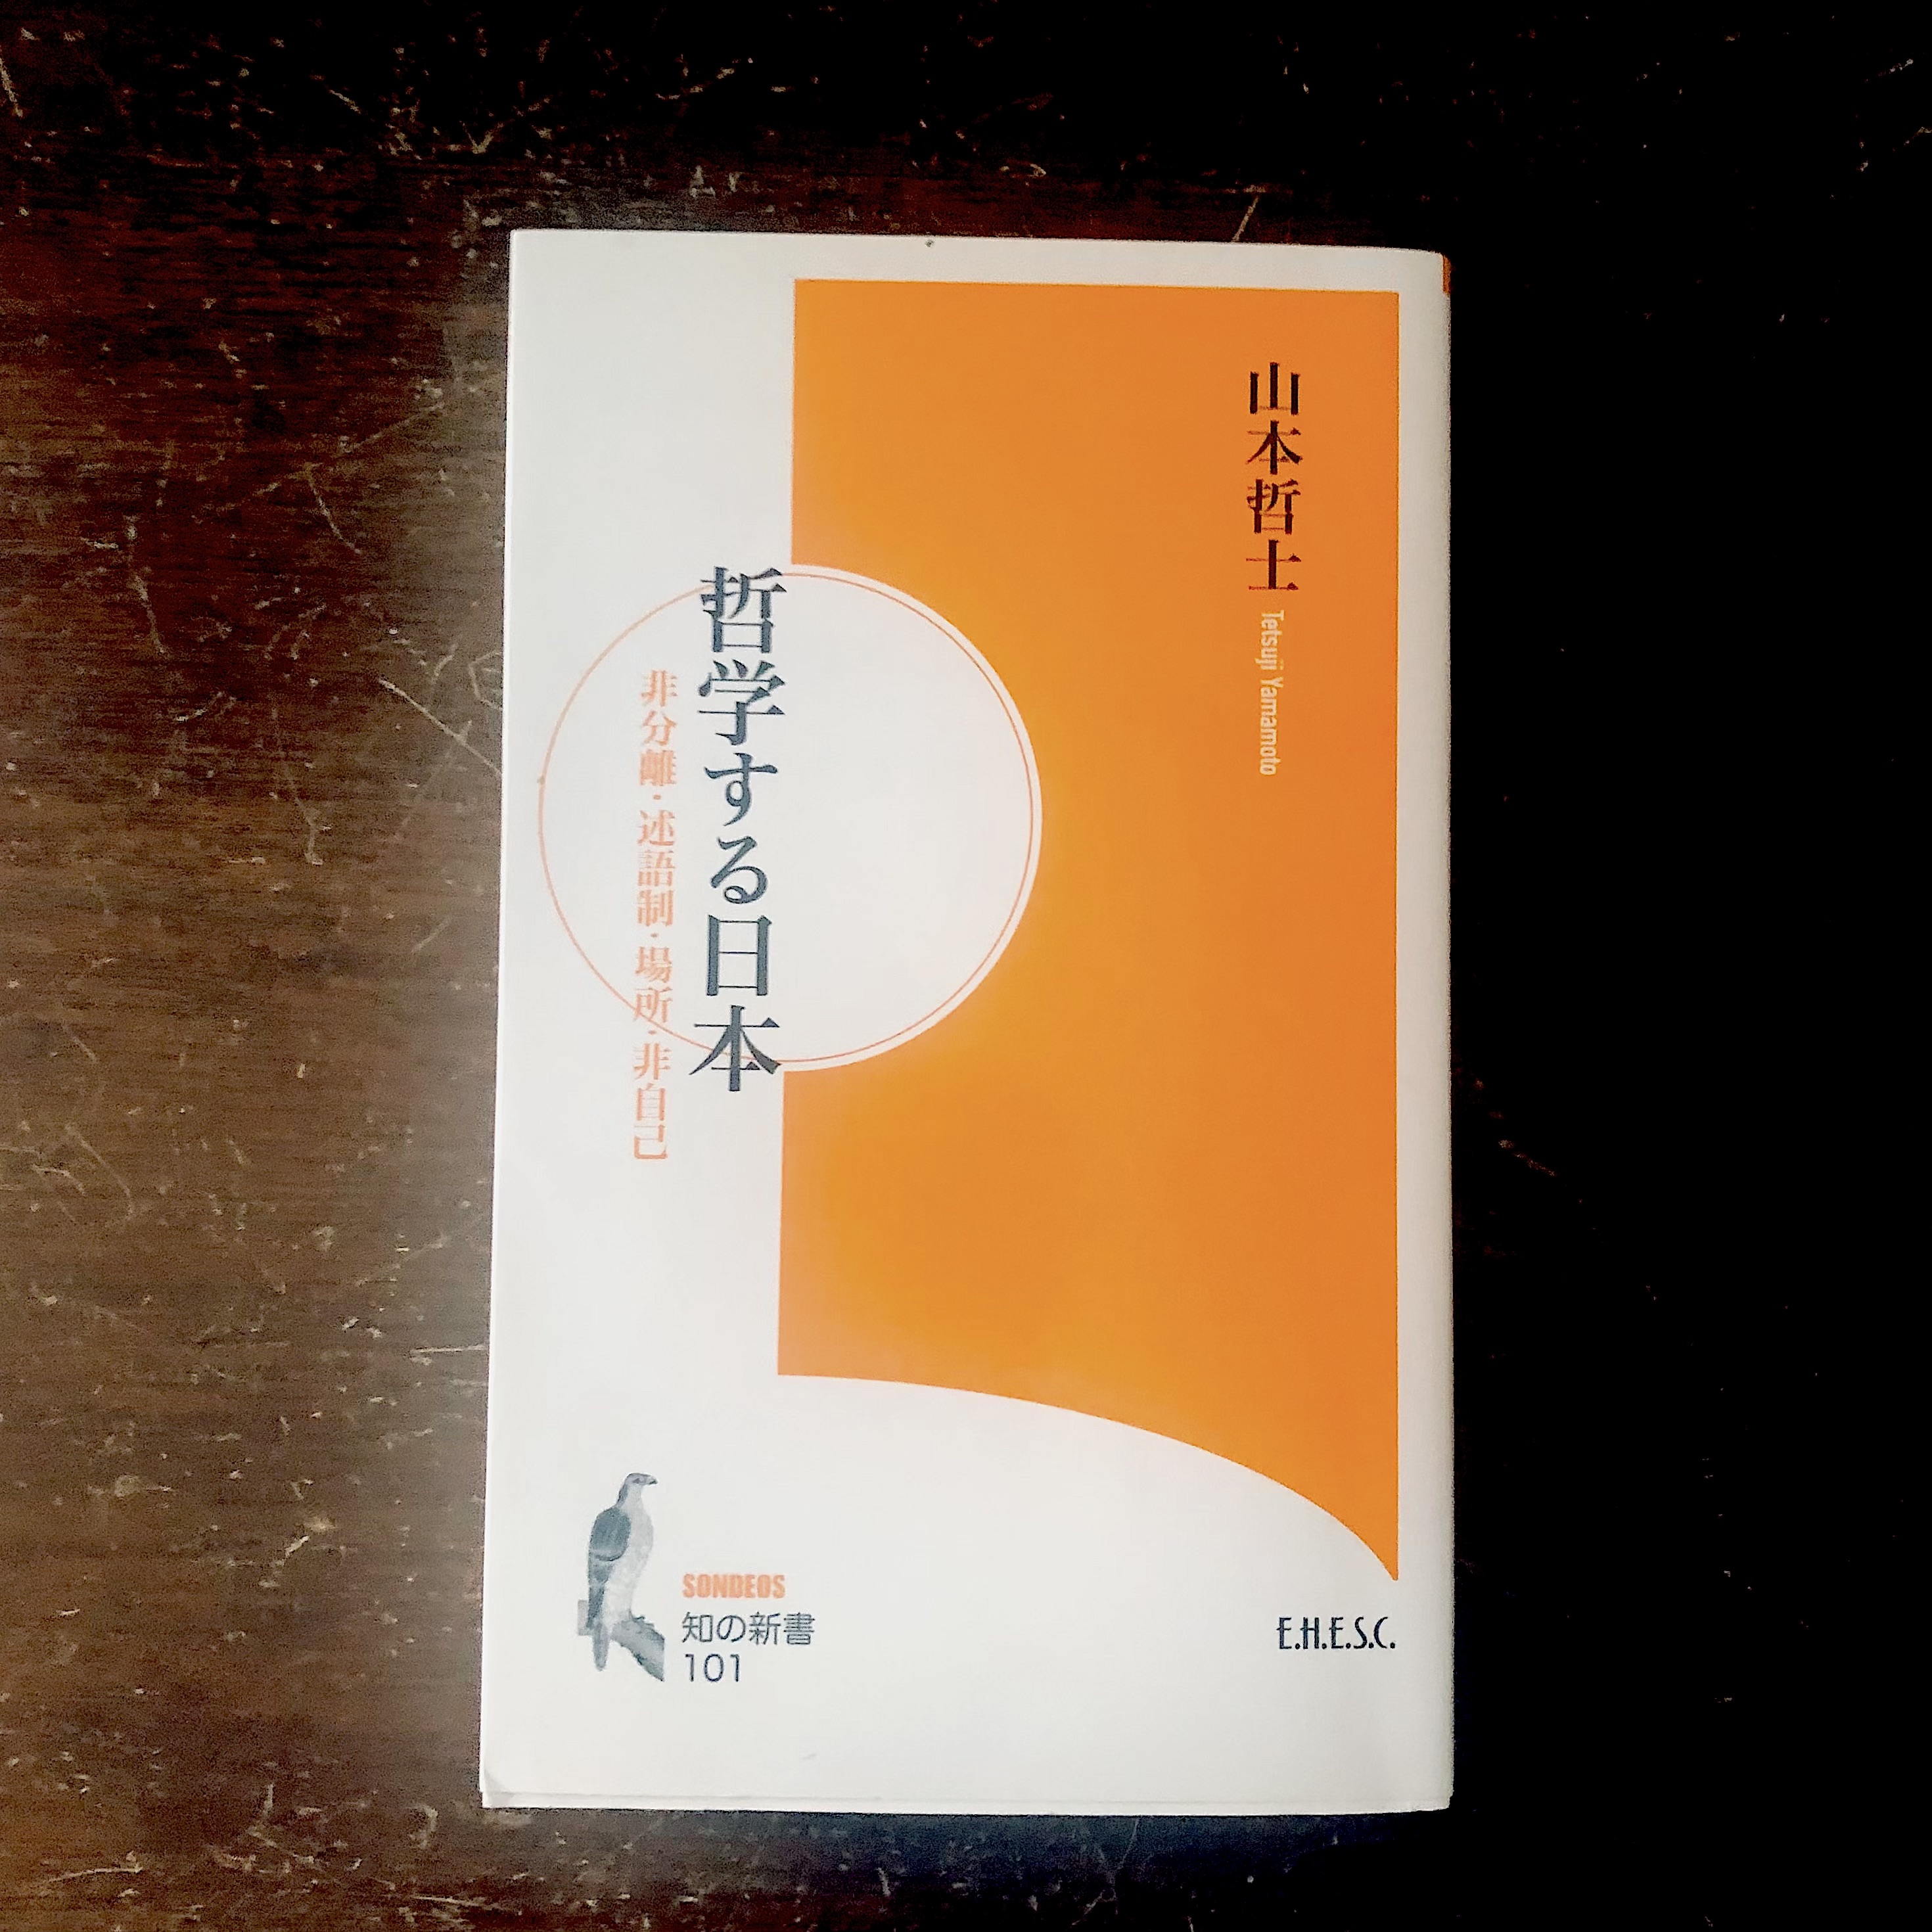 山本哲士
Tetsuji Yamamoto
哲学する日本
非分離・述語制・場所・非自己
SONDEOS
知の新書
101
E.H.E.S.C.